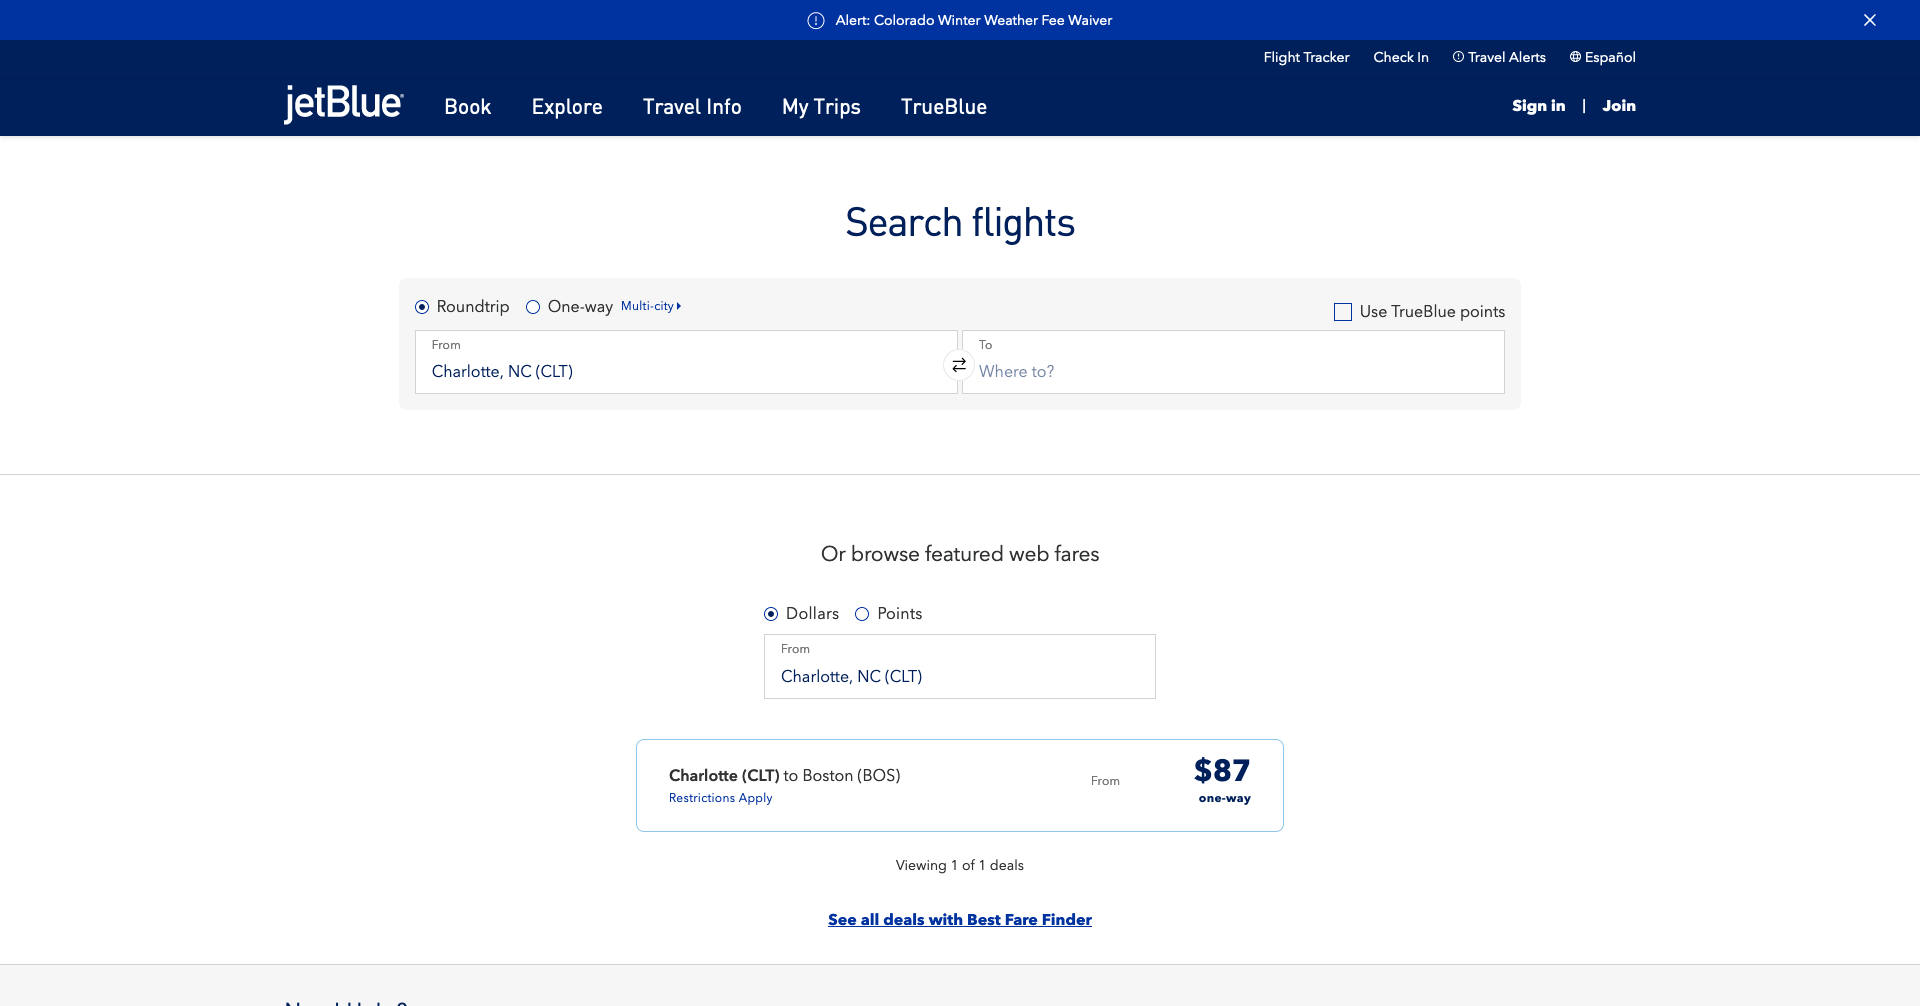 Alert: Colorado Winter Weather Fee Waiver
Flight Tracker Check In Travel Alerts Español
jetBlue Book Explore Travel Info My Trips TrueBlue Sign in | Join
Search flights
Roundtrip One-way Multi-city Use TrueBlue points
From To
Charlotte, NC (CLT) Where to?
Or browse featured web fares
Dollars Points
From
Charlotte, NC (CLT)
Charlotte (CLT) to Boston (BOS) From $87
Restrictions Apply one-way
Viewing 1 of 1 deals
See all deals with Best Fare Finder